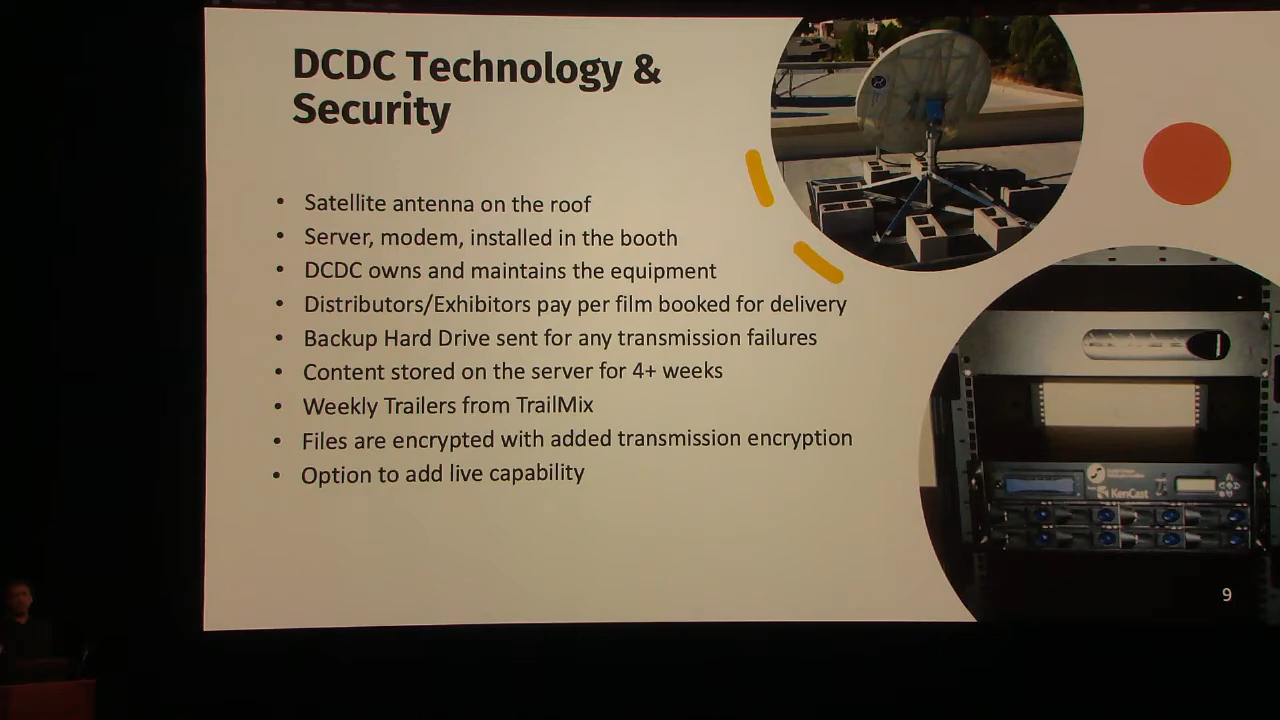 DCDC Technology &
Security
• Satellite antenna on the roof
• Server, modem, installed in the booth
• DCDC owns and maintains the equipment
• Distributors/Exhibitors pay per film booked for delivery
• Backup Hard Drive sent for any transmission failures
• Content stored on the server for 4+ weeks
• Weekly Trailers from TrailMix
• Files are encrypted with added transmission encryption
• Option to add live capability
KenCast
9